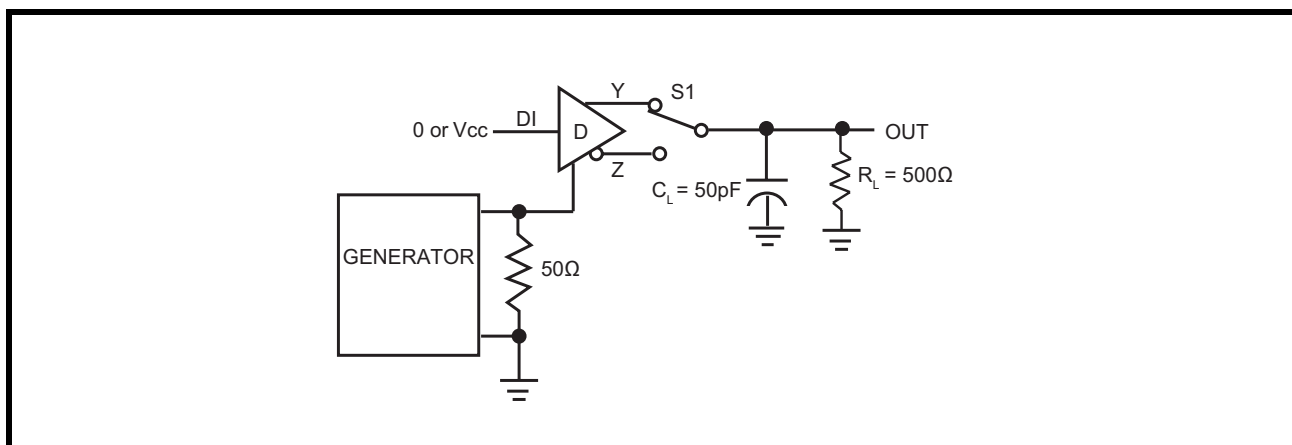 Y
S1
DI
0 or Vcc
D
OUT
Z
C_L = 50pF
R_L = 500Ω
GENERATOR
50Ω